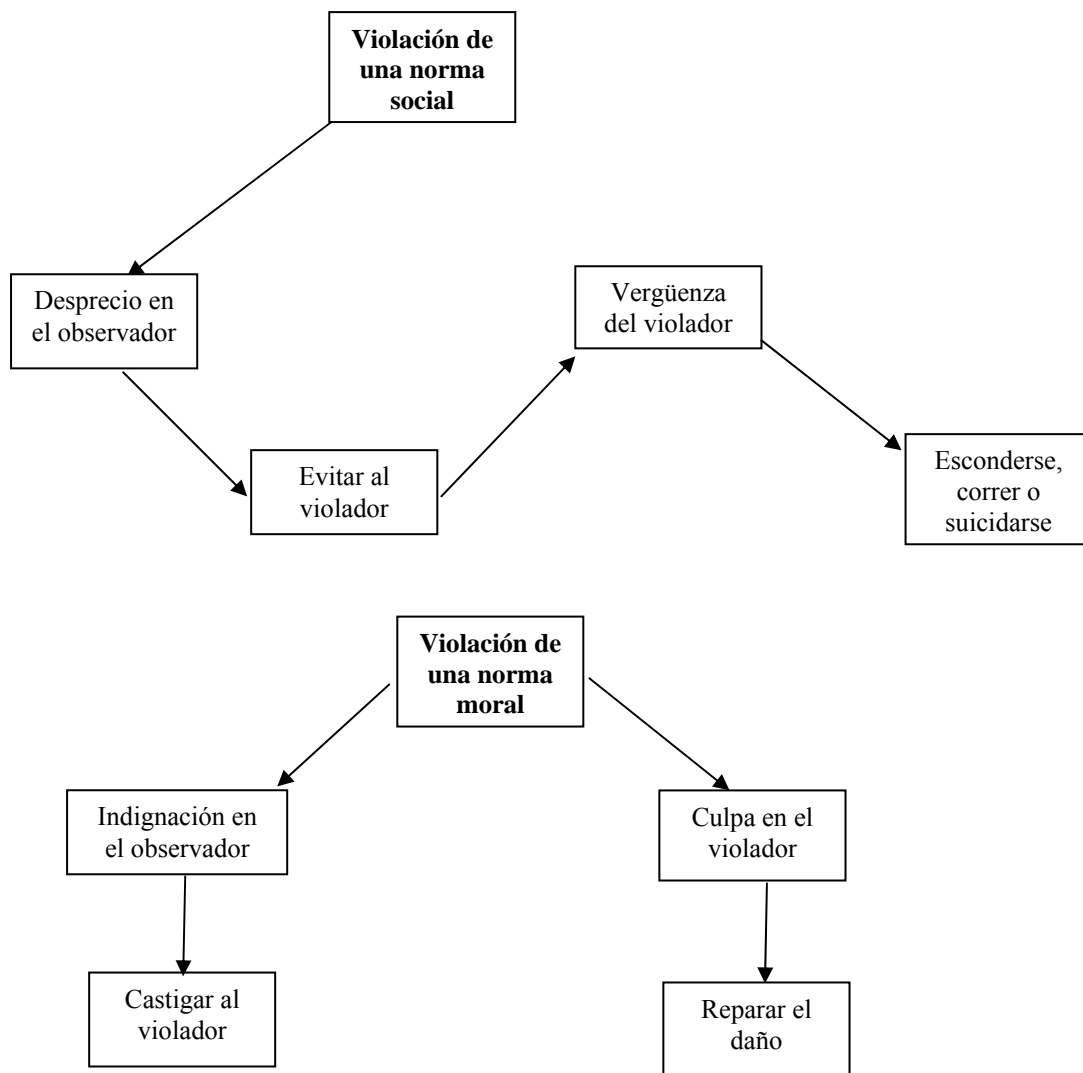 Violación de
una norma
social
Desprecio en
el observador
Vergüenza
del violador
Evitar al
violador
Esconderse,
correr o
suicidarse
Violación de
una norma
moral
Indignación en
el observador
Culpa en el
violador
Castigar al
violador
Reparar el
daño